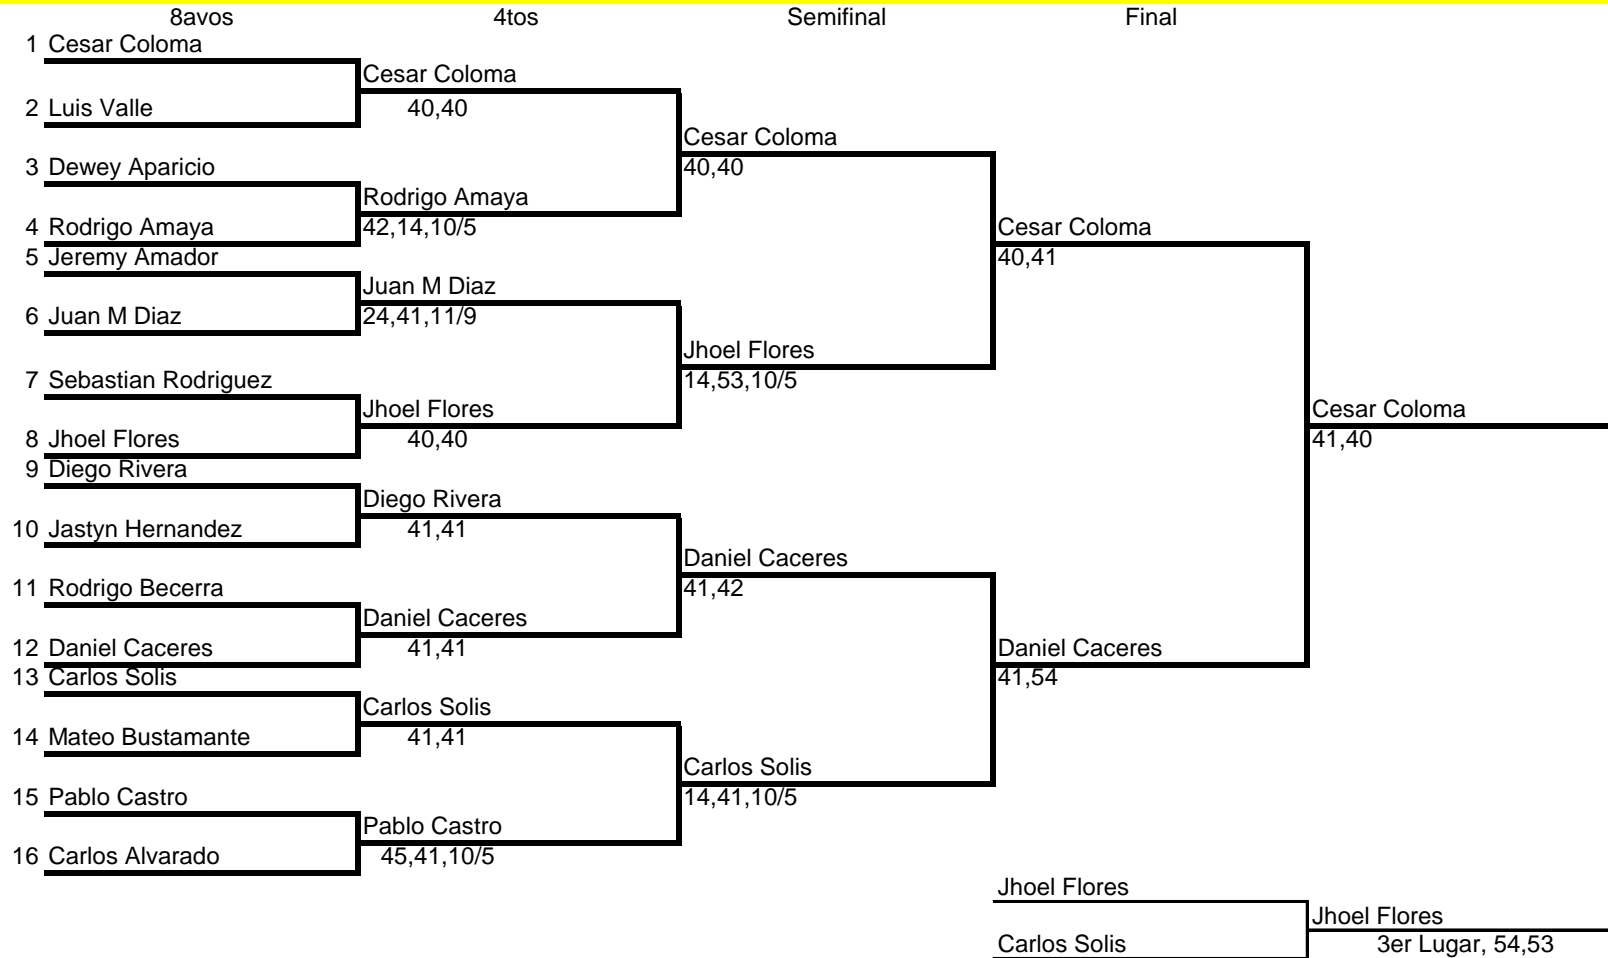 8avos 4tos Semifinal Final
1 Cesar Coloma
Cesar Coloma
2 Luis Valle 40,40
Cesar Coloma
3 Dewey Aparicio 40,40
Rodrigo Amaya
4 Rodrigo Amaya 42,14,10/5 Cesar Coloma
5 Jeremy Amador 40,41
Juan M Diaz
6 Juan M Diaz 24,41,11/9
Jhoel Flores
7 Sebastian Rodriguez 14,53,10/5
Jhoel Flores Cesar Coloma
8 Jhoel Flores 40,40 41,40
9 Diego Rivera
Diego Rivera
10 Jastyn Hernandez 41,41
Daniel Caceres
11 Rodrigo Becerra 41,42
Daniel Caceres
12 Daniel Caceres 41,41 Daniel Caceres
13 Carlos Solis 41,54
Carlos Solis
14 Mateo Bustamante 41,41
Carlos Solis
15 Pablo Castro 14,41,10/5
Pablo Castro
16 Carlos Alvarado 45,41,10/5
Jhoel Flores
Jhoel Flores
Carlos Solis 3er Lugar, 54,53